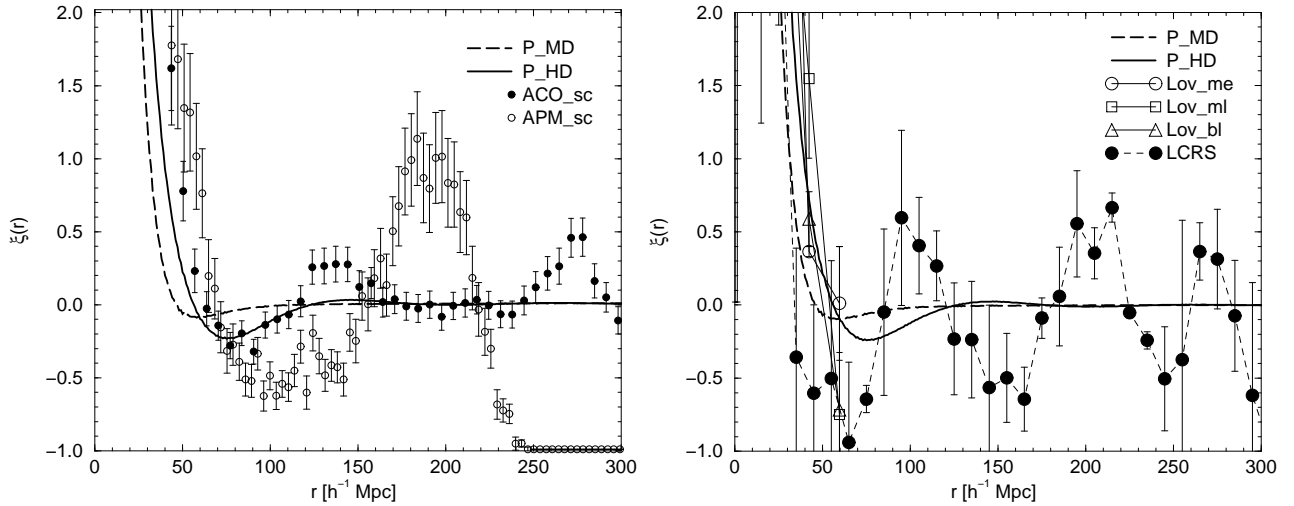 2.0
1.5
1.0
0.5
0.0
−0.5
−1.0
ξ(r)
0 50 100 150 200 250 300
r [h⁻¹ Mpc]
P_MD
P_HD
ACO_sc
APM_sc
2.0
1.5
1.0
0.5
0.0
−0.5
−1.0
ξ(r)
0 50 100 150 200 250 300
r [h⁻¹ Mpc]
P_MD
P_HD
Lov_me
Lov_ml
Lov_bl
LCRS